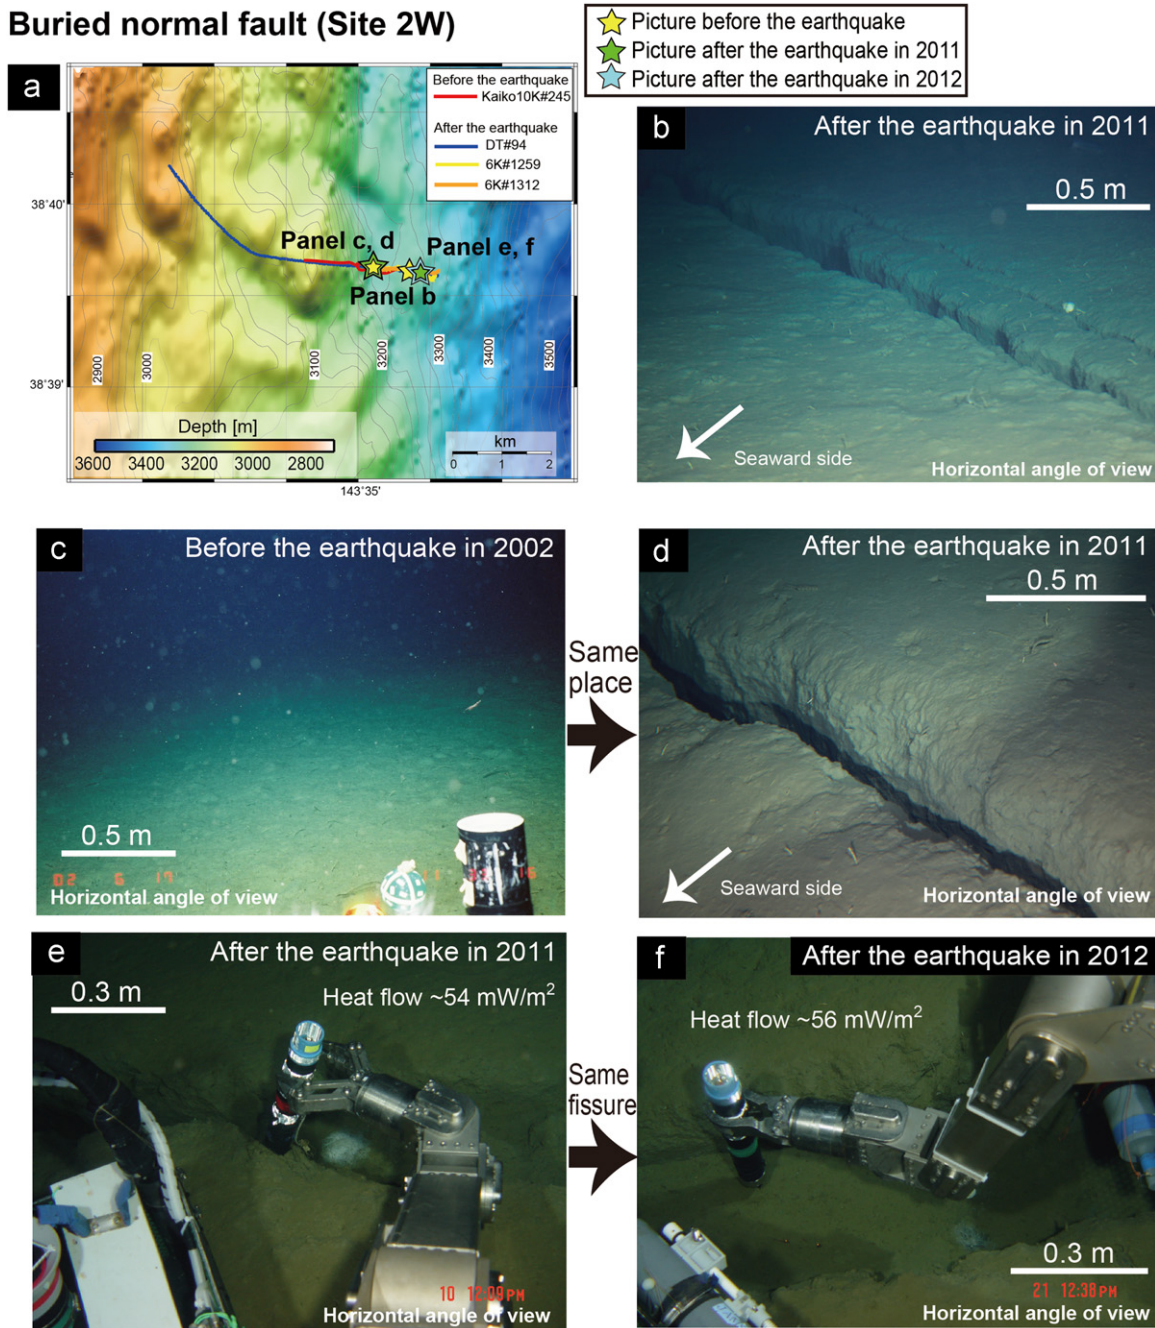 Buried normal fault (Site 2W)
Picture before the earthquake
Picture after the earthquake in 2011
Picture after the earthquake in 2012
a
Before the earthquake
Kaiko10K#245
After the earthquake
DT#94
6K#1259
6K#1312
38°40'
38°39'
143°35'
Panel c, d
Panel e, f
Panel b
2900
3000
3100
3200
3300
3400
3500
Depth [m]
3600 3400 3200 3000 2800
km
0 1 2
b
After the earthquake in 2011
0.5 m
Seaward side
Horizontal angle of view
c
Before the earthquake in 2002
0.5 m
02 6 17
Horizontal angle of view
Same
place
d
After the earthquake in 2011
0.5 m
Seaward side
Horizontal angle of view
e
After the earthquake in 2011
0.3 m
Heat flow ~54 mW/m²
10 12:09PM
Horizontal angle of view
Same
fissure
f
After the earthquake in 2012
Heat flow ~56 mW/m²
0.3 m
21 12:38PM
Horizontal angle of view